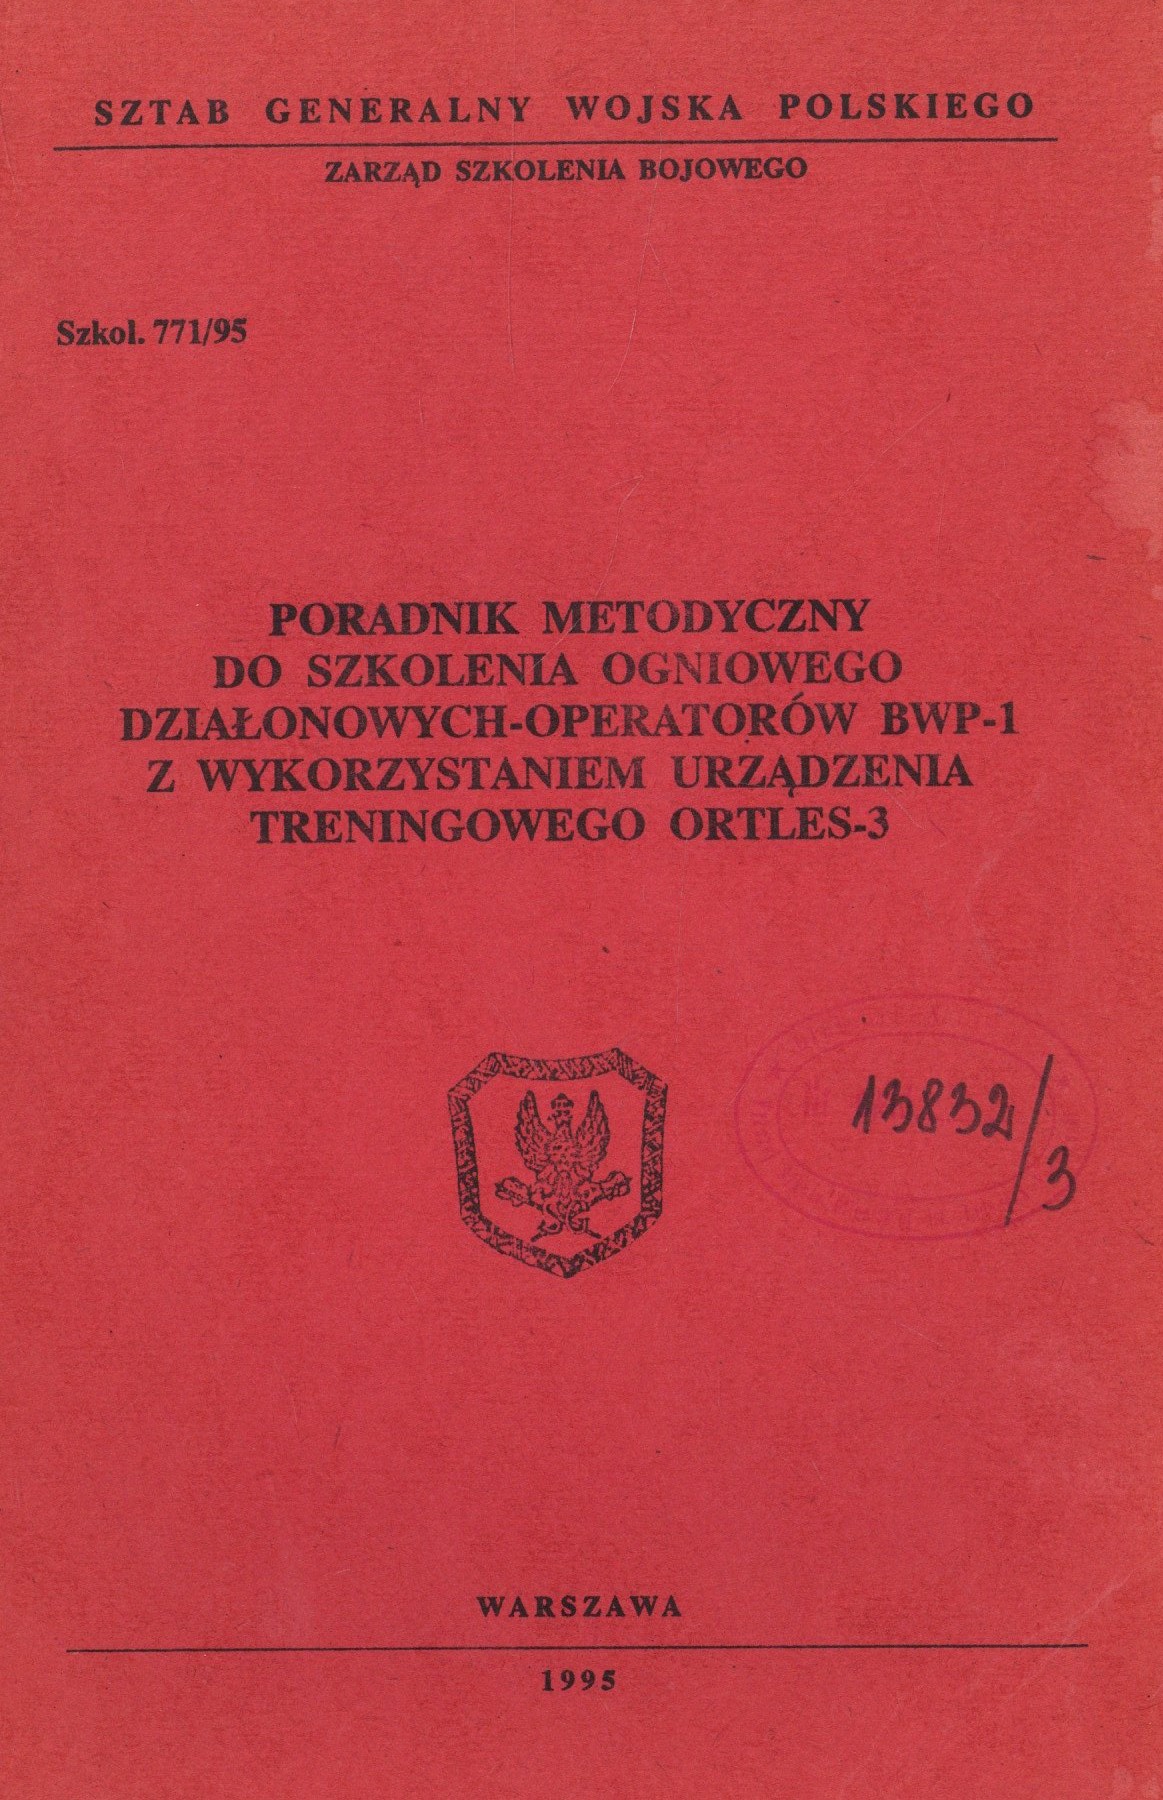 SZTAB GENERALNY WOJSKA POLSKIEGO
ZARZĄD SZKOLENIA BOJOWEGO
Szkol. 771/95
PORADNIK METODYCZNY
DO SZKOLENIA OGNIOWEGO
DZIAŁONOWYCH-OPERATORÓW BWP-1
Z WYKORZYSTANIEM URZĄDZENIA
TRENINGOWEGO ORTLES-3
13832/3
WARSZAWA
1995